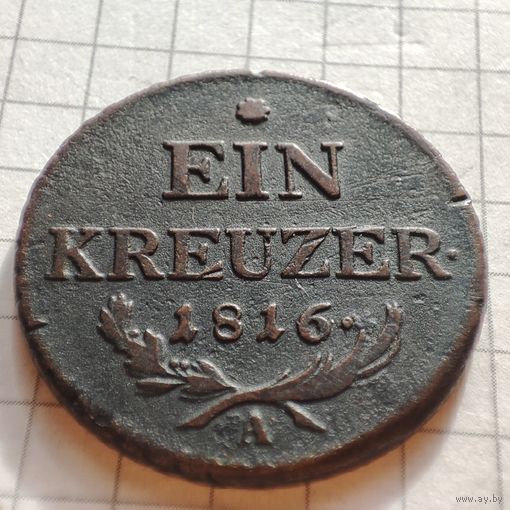 EIN
KREUZER·
·1816·
A
www.ay.by